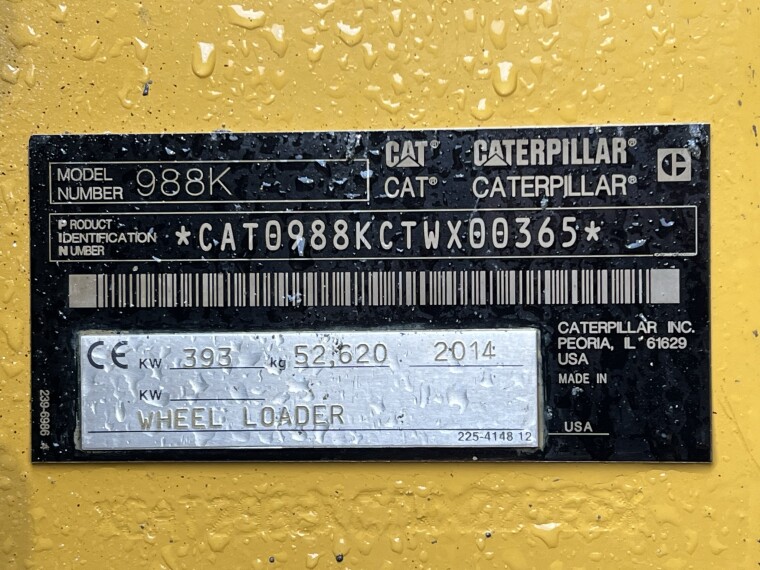 MODEL NUMBER 988K
CAT® CATERPILLAR®
CAT® CATERPILLAR®
PRODUCT IDENTIFICATION NUMBER *CAT0988KCTWX00365*
CE KW 393 kg 52,620 2014
KW
WHEEL LOADER
225-4148 12
CATERPILLAR INC.
PEORIA, IL 61629
USA
MADE IN
USA
239-6986 4